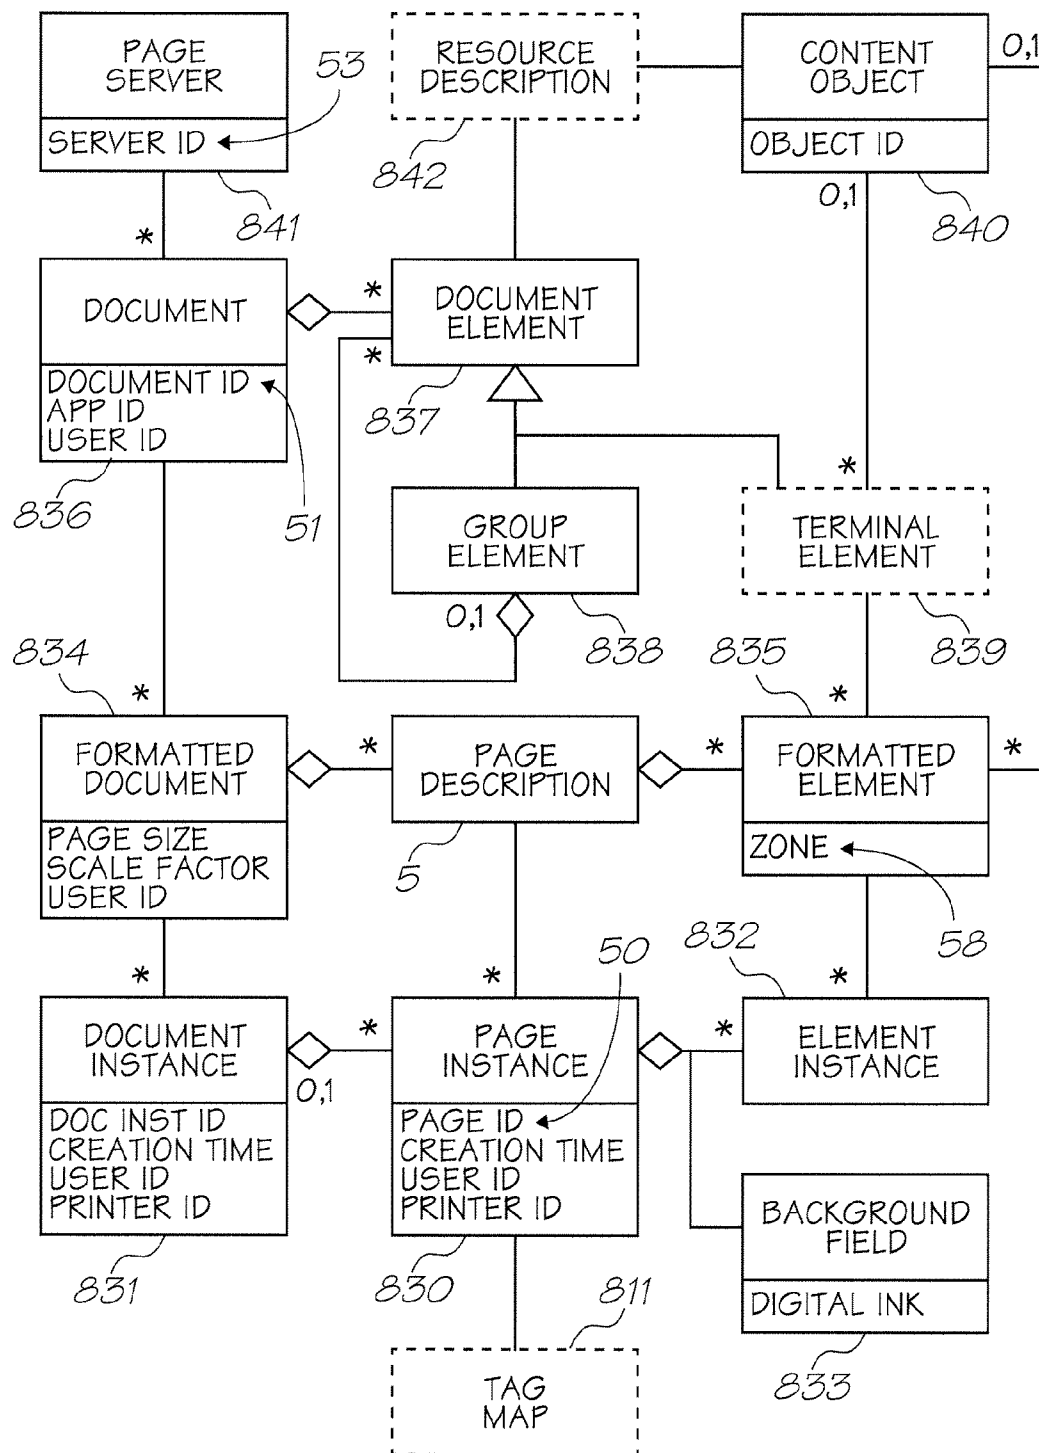 PAGE
SERVER
SERVER ID
53
841
RESOURCE
DESCRIPTION
842
CONTENT
OBJECT
OBJECT ID
0,1
0,1
840
*
DOCUMENT
DOCUMENT ID
APP ID
USER ID
836
51
*
*
DOCUMENT
ELEMENT
837
GROUP
ELEMENT
0,1
838
*
TERMINAL
ELEMENT
839
834
*
FORMATTED
DOCUMENT
PAGE SIZE
SCALE FACTOR
USER ID
*
PAGE
DESCRIPTION
5
835
*
*
FORMATTED
ELEMENT
*
ZONE
58
*
DOCUMENT
INSTANCE
0,1
DOC INST ID
CREATION TIME
USER ID
PRINTER ID
831
*
*
50
PAGE
INSTANCE
PAGE ID
CREATION TIME
USER ID
PRINTER ID
830
832
*
*
ELEMENT
INSTANCE
BACKGROUND
FIELD
DIGITAL INK
833
811
TAG
MAP